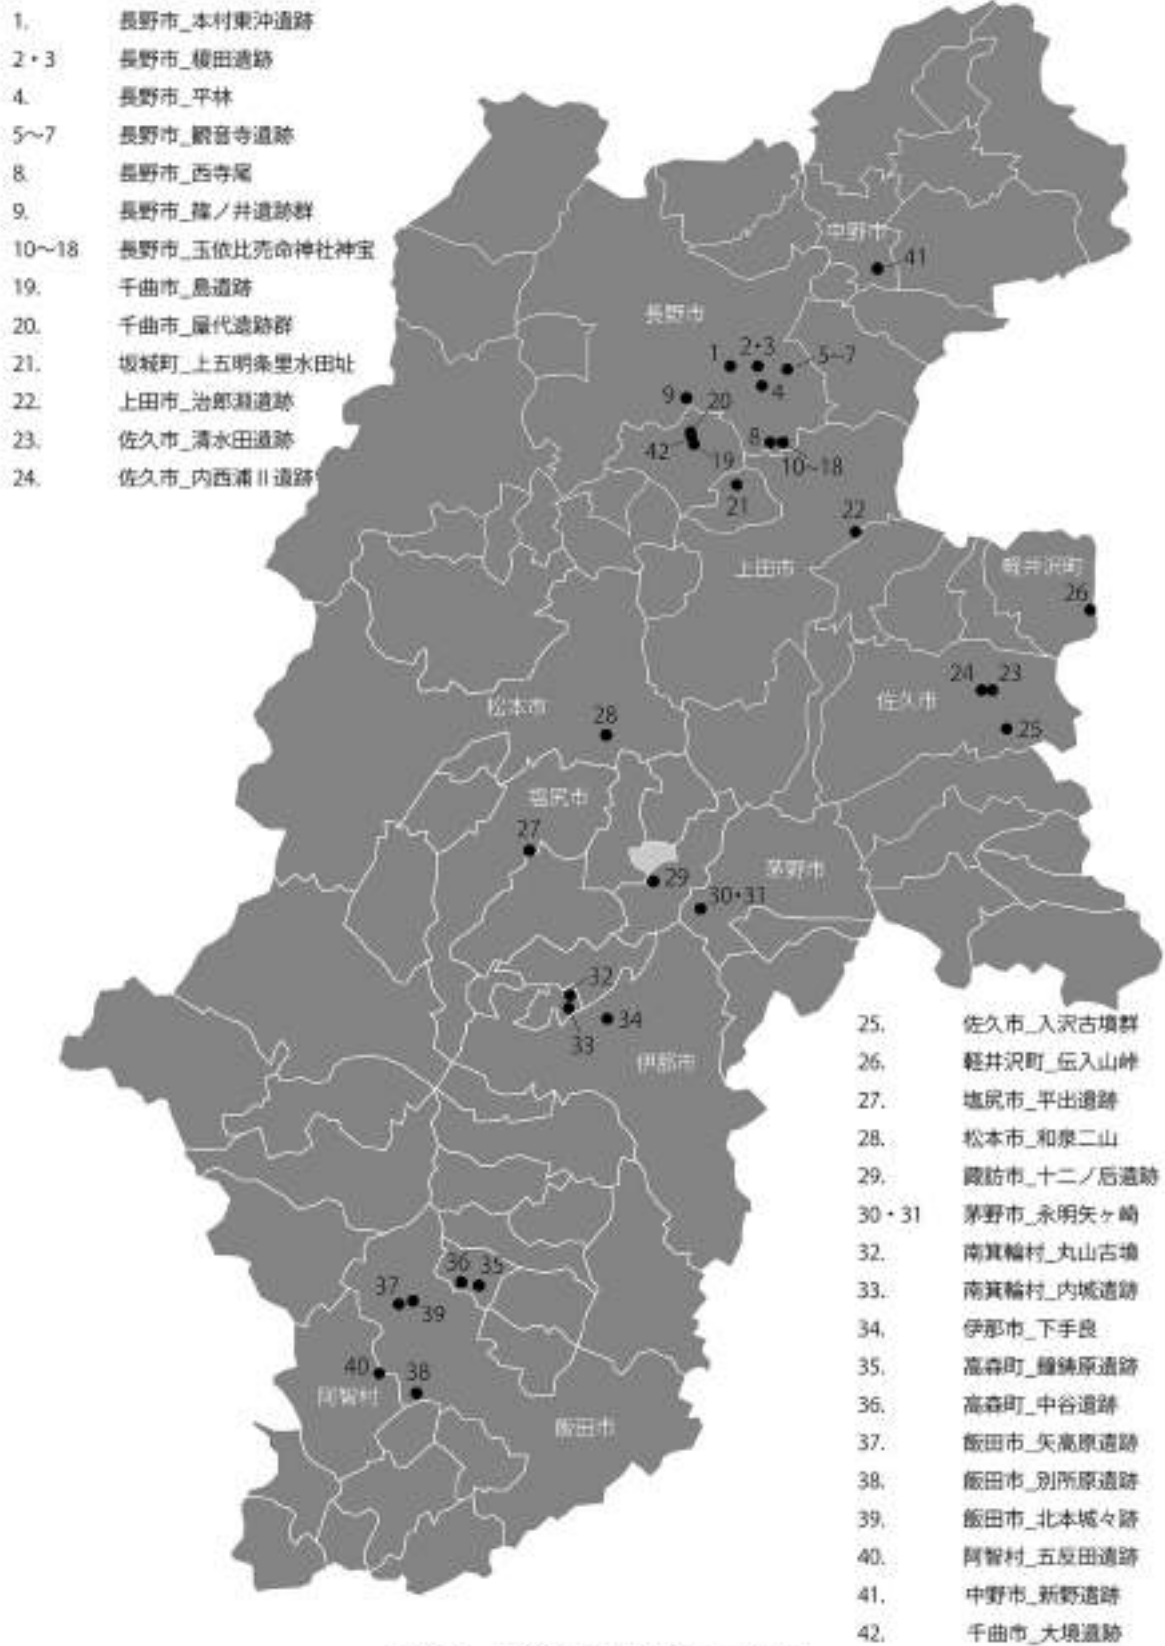 1. 長野市_本村東沖遺跡
2・3 長野市_榎田遺跡
4. 長野市_平林
5～7 長野市_観音寺遺跡
8. 長野市_西寺尾
9. 長野市_篠ノ井遺跡群
10～18 長野市_玉依比売命神社神宝
19. 千曲市_島遺跡
20. 千曲市_屋代遺跡群
21. 坂城町_上五明条里水田址
22. 上田市_治郎淵遺跡
23. 佐久市_清水田遺跡
24. 佐久市_内西浦Ⅱ遺跡
中野市
41
長野市
1
2・3
5~7
4
9
20
42
19
8
10~18
21
22
上田市
軽井沢町
26
24
23
佐久市
25
松本市
28
塩尻市
27
29
茅野市
30・31
32
33
34
伊那市
36
35
37
39
40
38
阿智村
飯田市
25. 佐久市_入沢古墳群
26. 軽井沢町_伝入山峠
27. 塩尻市_平出遺跡
28. 松本市_和泉二山
29. 諏訪市_十二ノ后遺跡
30・31 茅野市_永明矢ヶ崎
32. 南箕輪村_丸山古墳
33. 南箕輪村_内城遺跡
34. 伊那市_下手良
35. 高森町_鐘鋳原遺跡
36. 高森町_中谷遺跡
37. 飯田市_矢高原遺跡
38. 飯田市_別所原遺跡
39. 飯田市_北本城々跡
40. 阿智村_五反田遺跡
41. 中野市_新野遺跡
42. 千曲市_大境遺跡